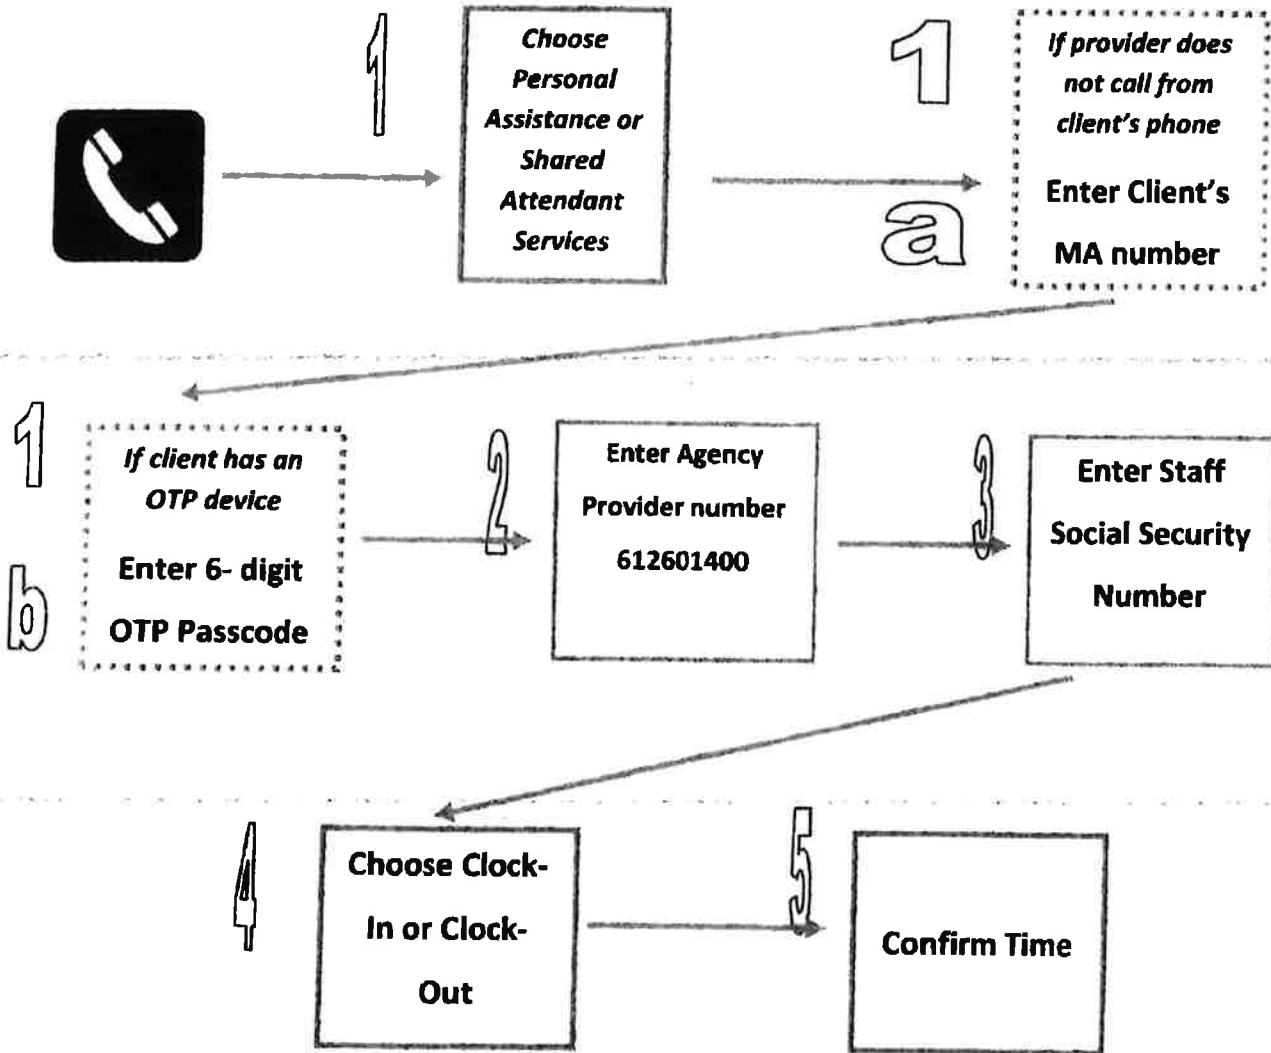 1
Choose
Personal
Assistance or
Shared
Attendant
Services
1
a
If provider does
not call from
client's phone
Enter Client's
MA number
1
b
If client has an
OTP device
Enter 6- digit
OTP Passcode
2
Enter Agency
Provider number
612601400
3
Enter Staff
Social Security
Number
4
Choose Clock-
In or Clock-
Out
5
Confirm Time